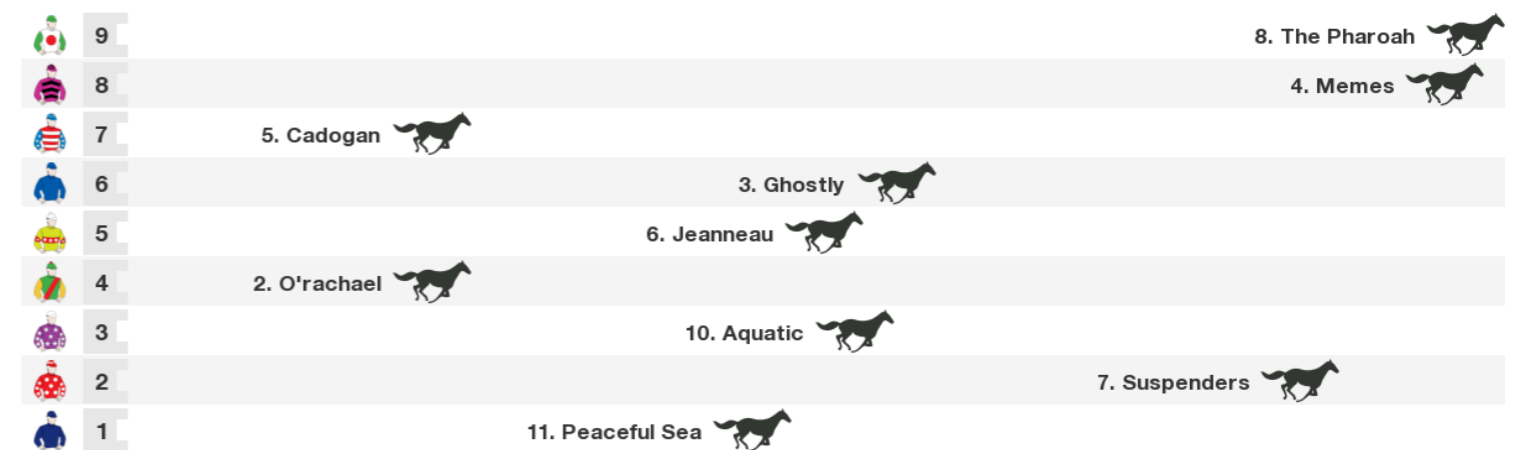 9 8. The Pharoah
8 4. Memes
7 5. Cadogan
6 3. Ghostly
5 6. Jeanneau
4 2. O'rachael
3 10. Aquatic
2 7. Suspenders
1 11. Peaceful Sea